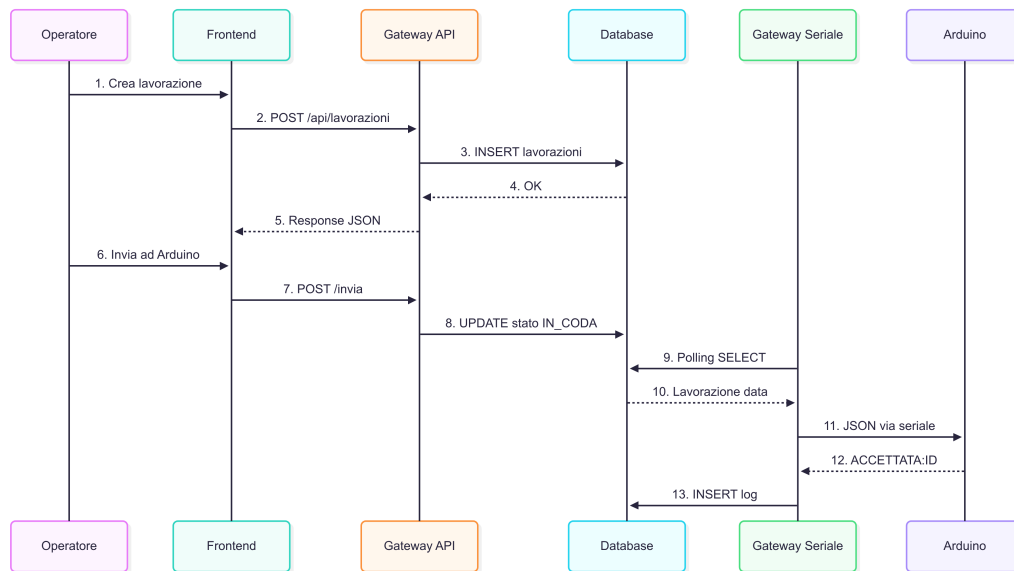 Operatore
Frontend
Gateway API
Database
Gateway Seriale
Arduino
1. Crea lavorazione
2. POST /api/lavorazioni
3. INSERT lavorazioni
4. OK
5. Response JSON
6. Invia ad Arduino
7. POST /invia
8. UPDATE stato IN_CODA
9. Polling SELECT
10. Lavorazione data
11. JSON via seriale
12. ACCETTATA:ID
13. INSERT log
Operatore
Frontend
Gateway API
Database
Gateway Seriale
Arduino